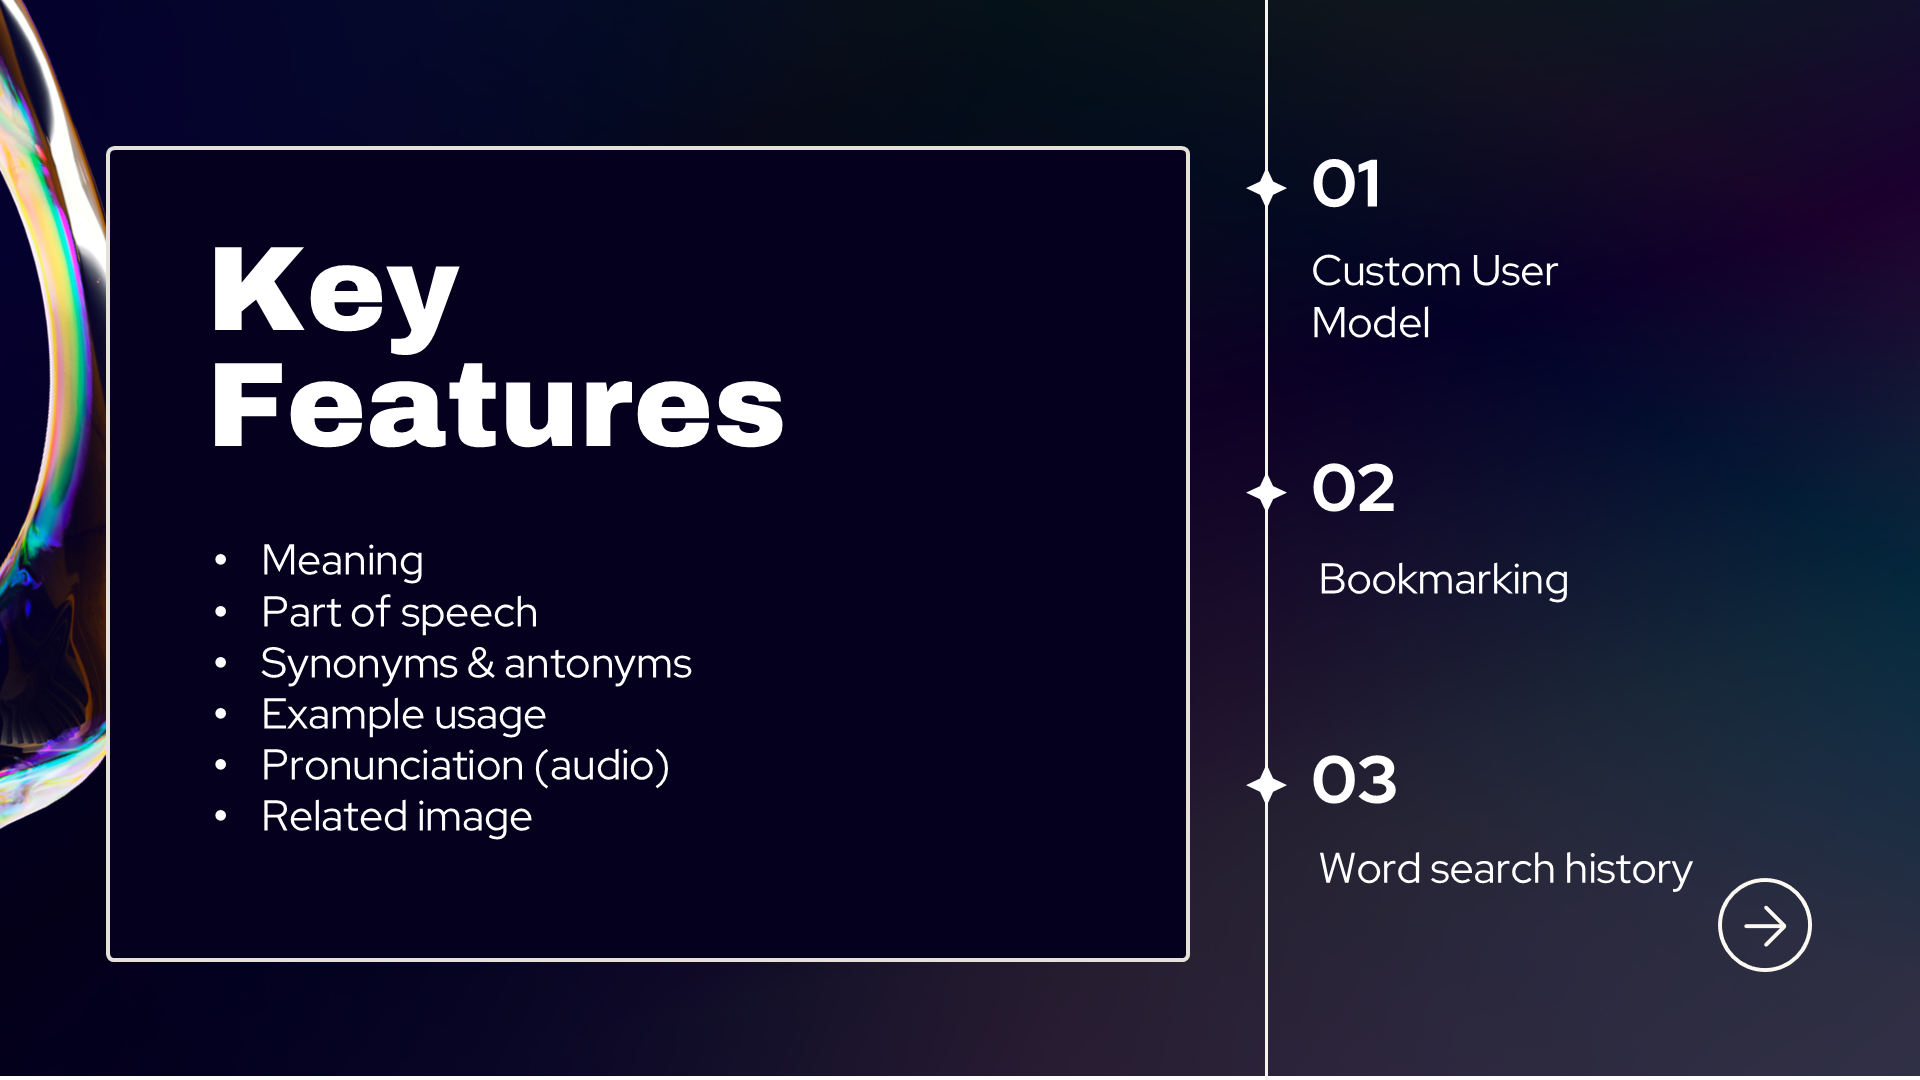 Key
Features
• Meaning
• Part of speech
• Synonyms & antonyms
• Example usage
• Pronunciation (audio)
• Related image
01
Custom User
Model
02
Bookmarking
03
Word search history